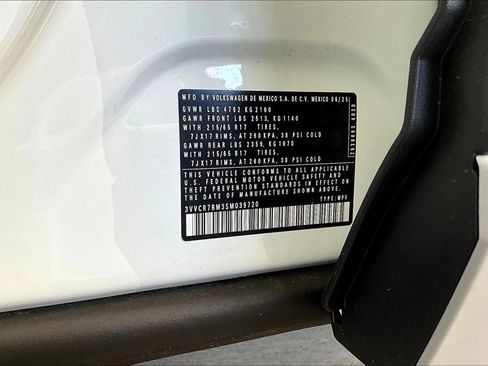 MFD BY VOLKSWAGEN DE MEXICO S.A. DE C.V. MEXICO 06/25
GVWR LBS 4762 KG 2160
GAWR FRONT LBS 2513, KG 1140
WITH 215/65 R17 TIRES,
7JX17 RIMS, AT 260 KPA, 38 PSI COLD
GAWR REAR LBS 2359, KG 1070
WITH 215/65 R17 TIRES,
7JX17 RIMS, AT 260 KPA, 38 PSI COLD
THIS VEHICLE CONFORMS TO ALL APPLICABLE
U.S. FEDERAL MOTOR VEHICLE SAFETY AND
THEFT PREVENTION STANDARDS IN EFFECT ON
THE DATE OF MANUFACTURE SHOWN ABOVE.
3VVCR7RM3SM039720 TYPE: MPV